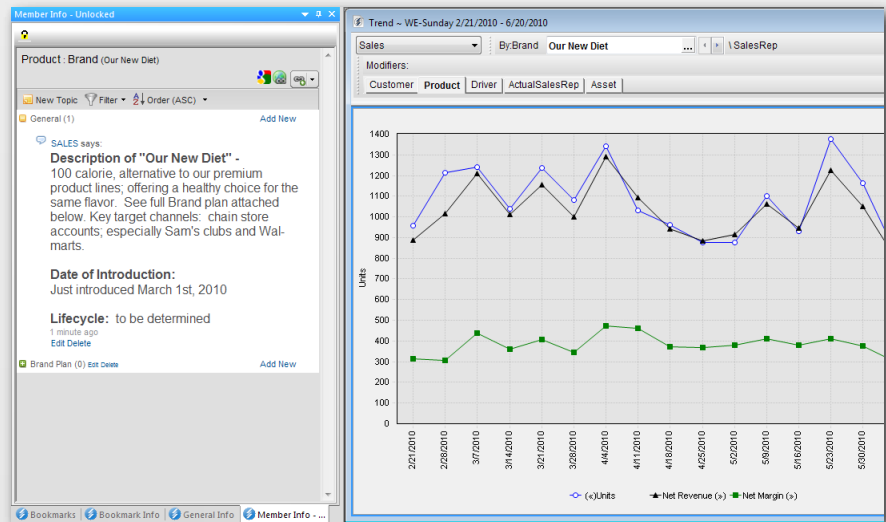 Member Info - Unlocked
Product : Brand (Our New Diet)
New Topic Filter Order (ASC)
General (1) Add New
SALES says:
Description of "Our New Diet" -
100 calorie, alternative to our premium
product lines; offering a healthy choice for the
same flavor. See full Brand plan attached
below. Key target channels: chain store
accounts; especially Sam's clubs and Wal-
marts.
Date of Introduction:
Just introduced March 1st, 2010
Lifecycle: to be determined
1 minute ago
Edit Delete
Brand Plan (0) Edit Delete Add New
Bookmarks Bookmark Info General Info Member Info - ...
Trend ~ WE-Sunday 2/21/2010 - 6/20/2010
Sales By:Brand Our New Diet ... \ SalesRep
Modifiers:
Customer Product Driver ActualSalesRep Asset
1400
1300
1200
1100
1000
900
800
700
600
500
400
300
200
100
0
Units
2/21/2010 2/28/2010 3/7/2010 3/14/2010 3/21/2010 3/28/2010 4/4/2010 4/11/2010 4/18/2010 4/25/2010 5/2/2010 5/9/2010 5/16/2010 5/23/2010 5/30/2010
(«)Units Net Revenue (») Net Margin (»)